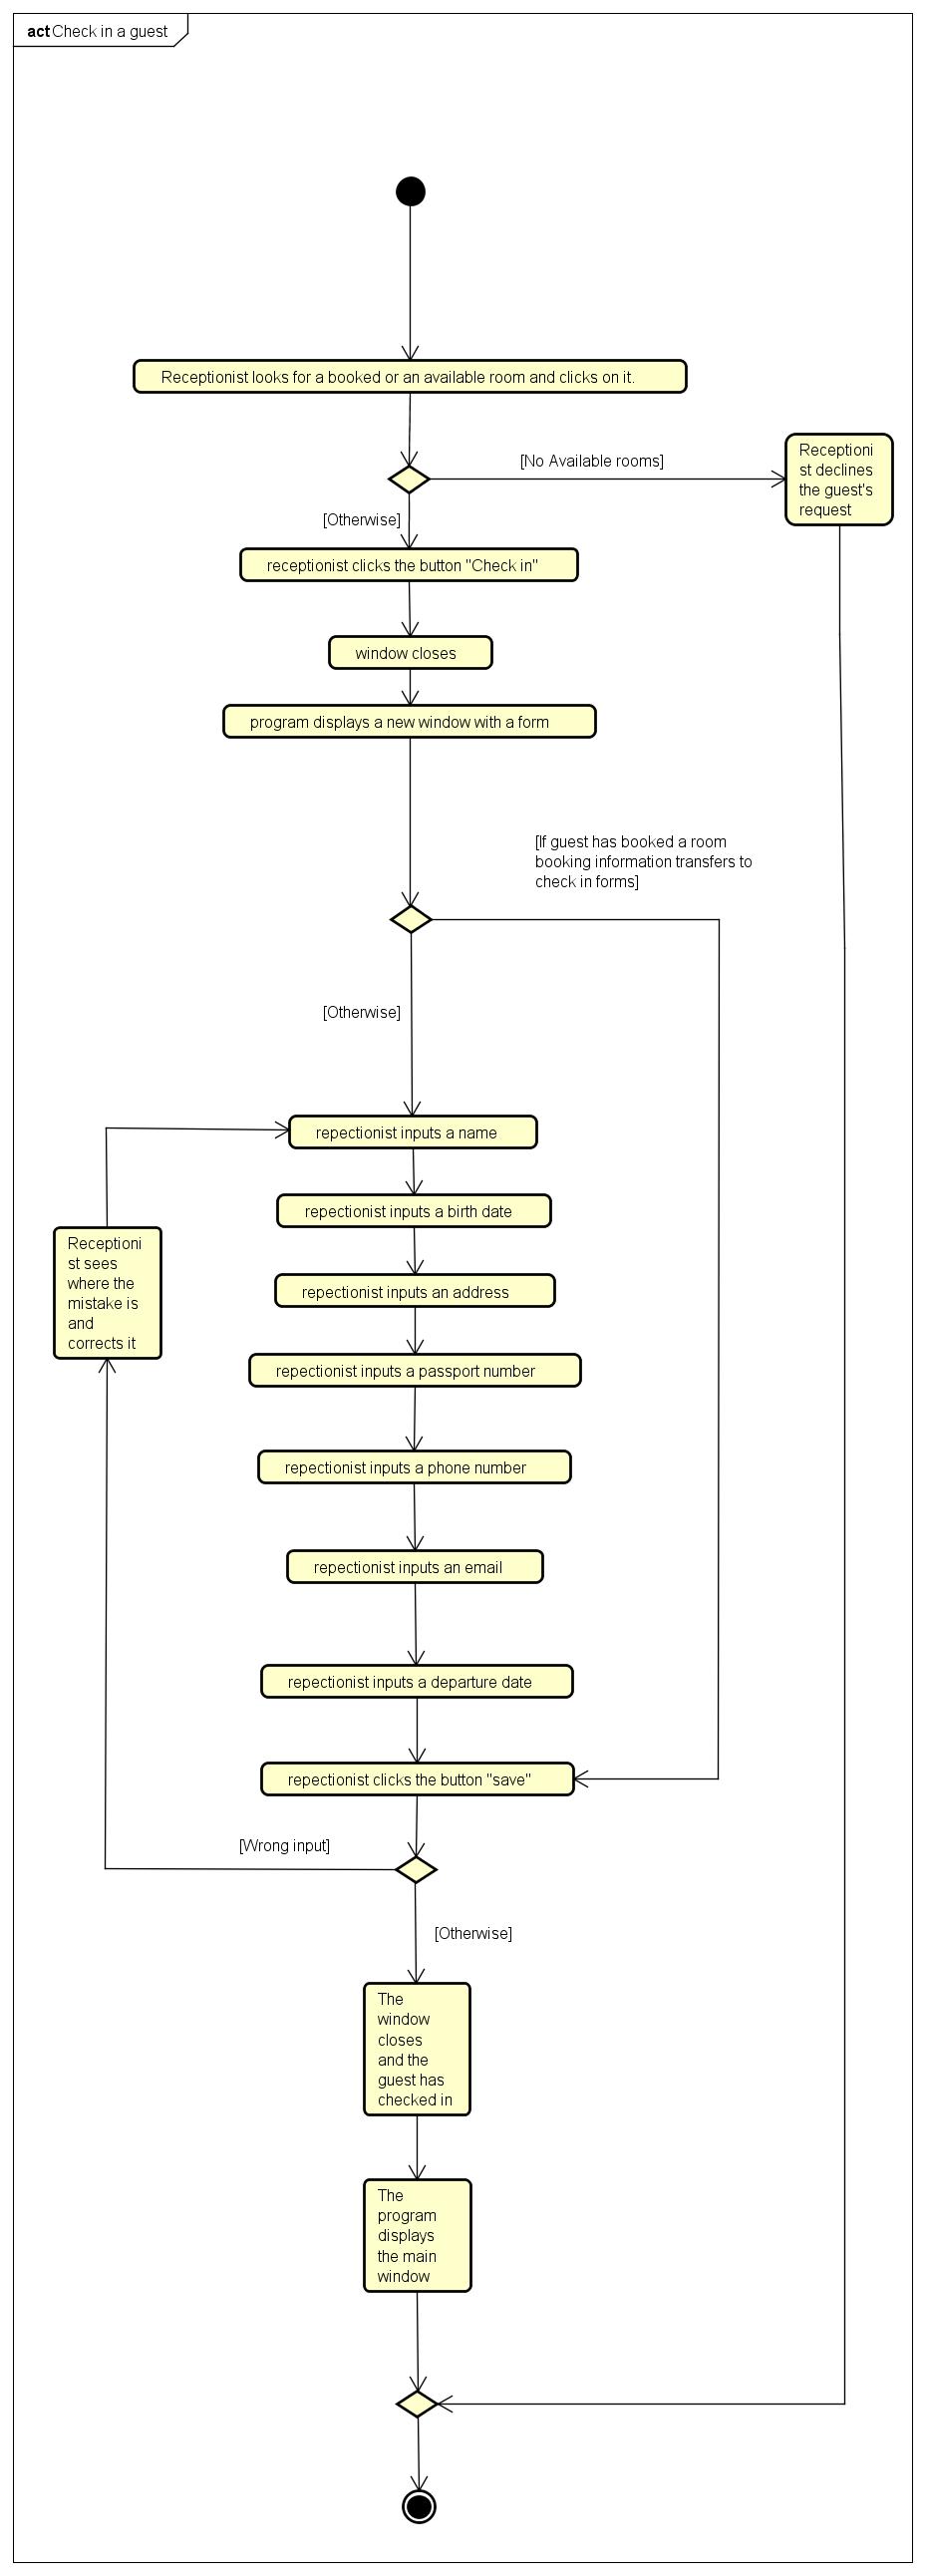 act Check in a guest
Receptionist looks for a booked or an available room and clicks on it.
[No Available rooms]
Receptioni
st declines
the guest's
request
[Otherwise]
receptionist clicks the button "Check in"
window closes
program displays a new window with a form
[If guest has booked a room
booking information transfers to
check in forms]
[Otherwise]
repectionist inputs a name
repectionist inputs a birth date
Receptioni
st sees
where the
mistake is
and
corrects it
repectionist inputs an address
repectionist inputs a passport number
repectionist inputs a phone number
repectionist inputs an email
repectionist inputs a departure date
repectionist clicks the button "save"
[Wrong input]
[Otherwise]
The
window
closes
and the
guest has
checked in
The
program
displays
the main
window